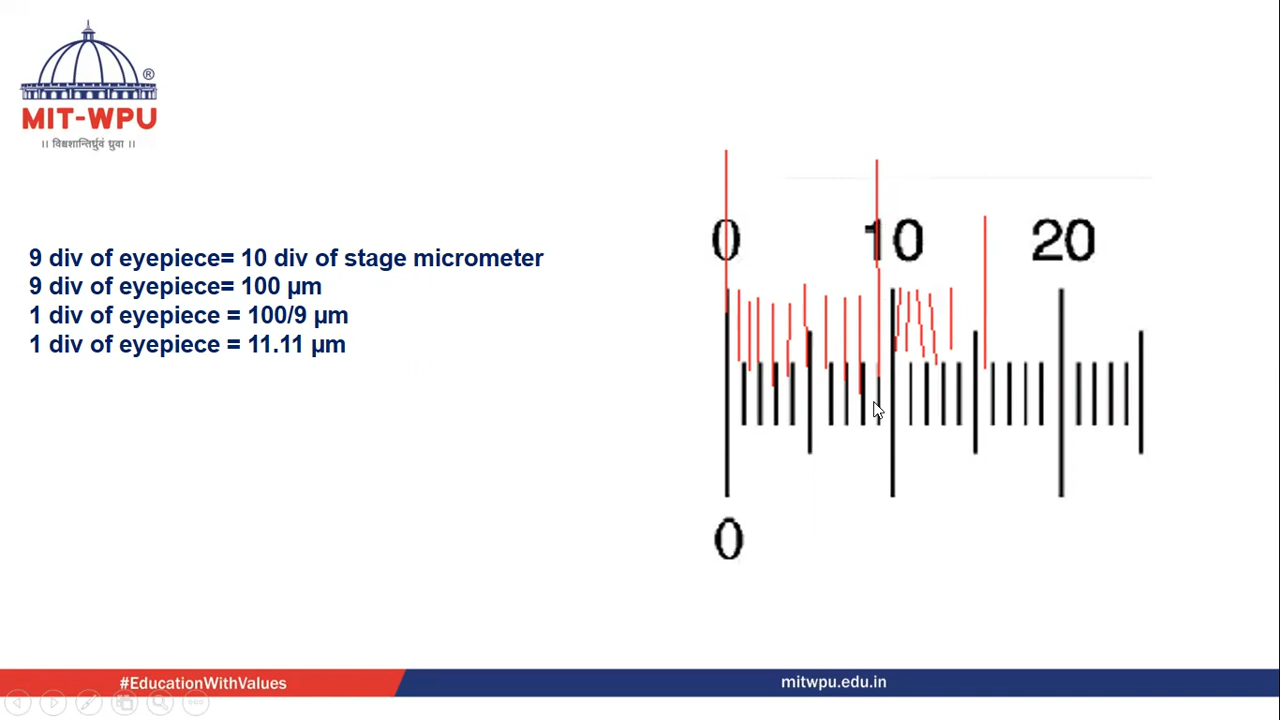 ®
MIT-WPU
।। विश्वशान्तिर्ध्रुवं ध्रुवा ।।
0 10 20
9 div of eyepiece= 10 div of stage micrometer
9 div of eyepiece= 100 µm
1 div of eyepiece = 100/9 µm
1 div of eyepiece = 11.11 µm
0
#EducationWithValues
mitwpu.edu.in